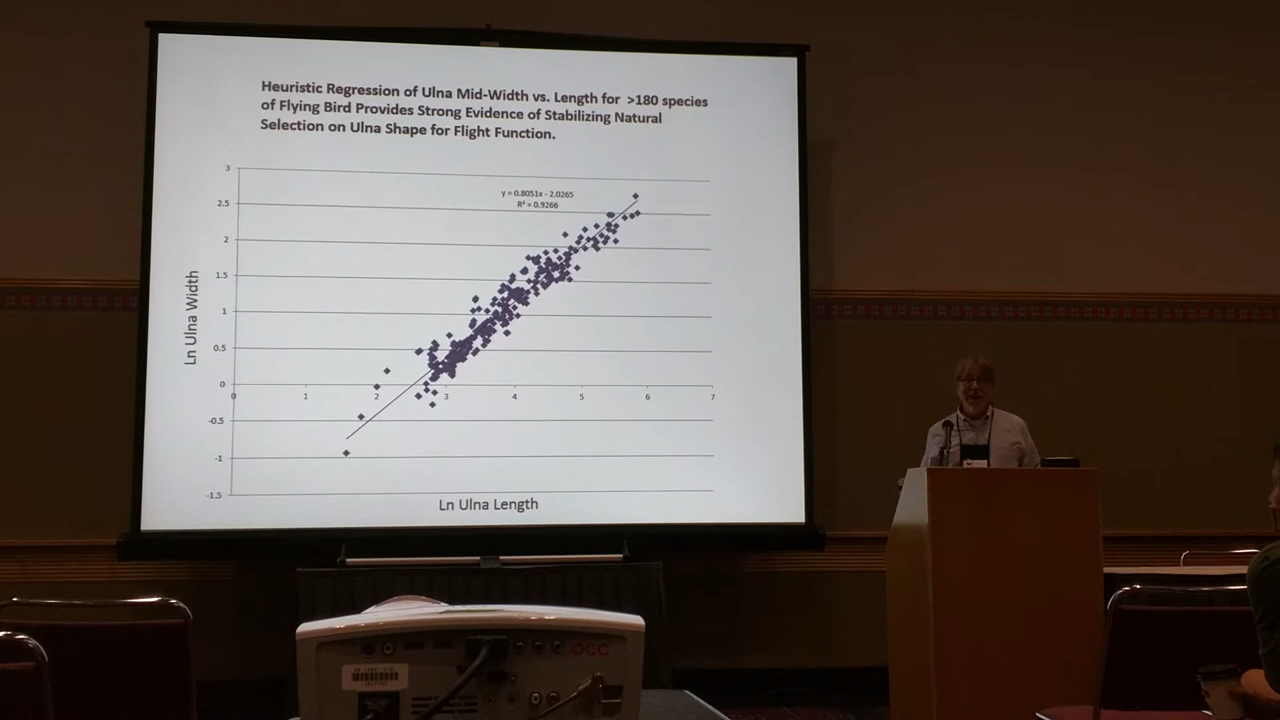 Heuristic Regression of Ulna Mid-Width vs. Length for >180 species
of Flying Bird Provides Strong Evidence of Stabilizing Natural
Selection on Ulna Shape for Flight Function.
y = 0.8051x - 2.0265
R² = 0.9266
3
2.5
2
1.5
1
0.5
0
-0.5
-1
-1.5
Ln Ulna Width
0 1 2 3 4 5 6 7
Ln Ulna Length
GCC